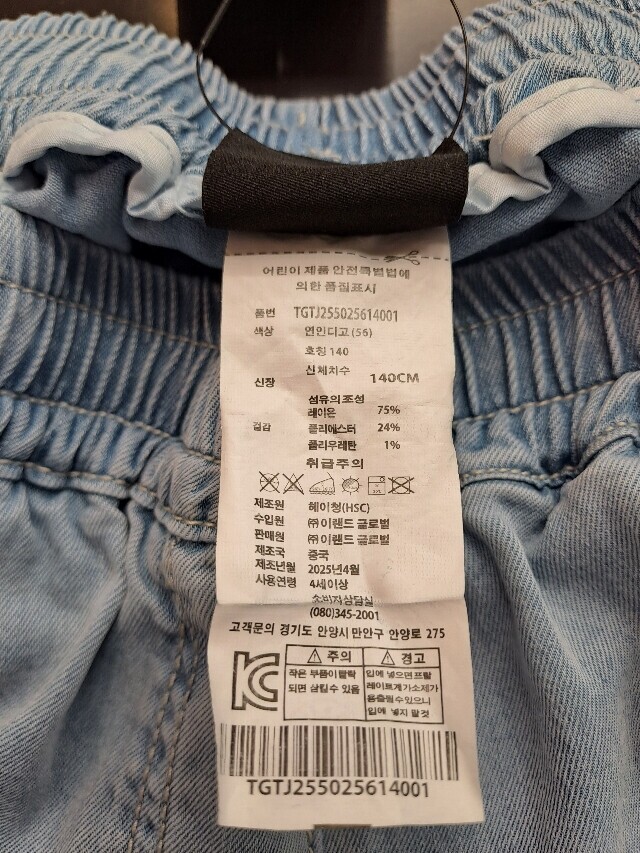 어린이 제품 안전특별법에
의한 품질표시
품번 TGTJ255025614001
색상 연인디고 (56)
호칭 140
신체치수
신장 140CM
섬유의 조성
레이온 75%
겉감 폴리에스터 24%
폴리우레탄 1%
취급주의
제조원 헤이청(HSC)
수입원 ㈜이랜드 글로벌
판매원 ㈜이랜드 글로벌
제조국 중국
제조년월 2025년4월
사용연령 4세이상
소비자상담실
(080)345-2001
고객문의 경기도 안양시 만안구 안양로 275
주의
작은 부품이 탈락
되면 삼킬수 있음
경고
입에 넣으면 프탈
레이트계가소제가
용출될수있으니
입에 넣지 말 것
TGTJ255025614001